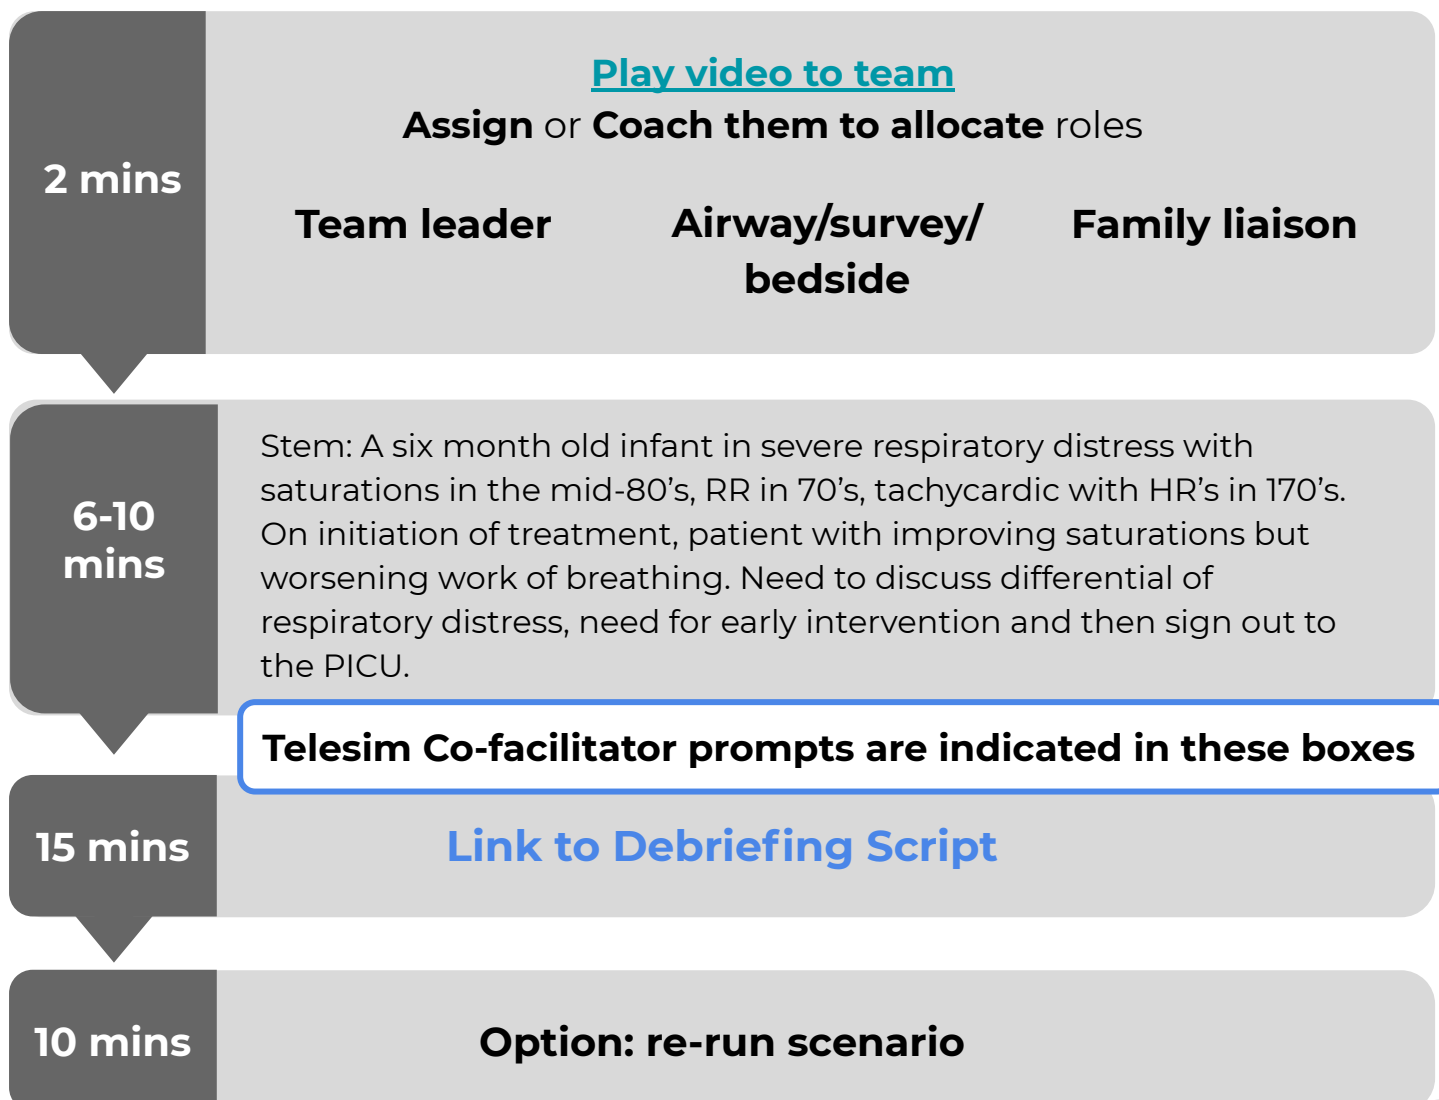 2 mins
Play video to team
Assign or Coach them to allocate roles
Team leader
Airway/survey/
bedside
Family liaison
6-10
mins
Stem: A six month old infant in severe respiratory distress with
saturations in the mid-80’s, RR in 70’s, tachycardic with HR’s in 170’s.
On initiation of treatment, patient with improving saturations but
worsening work of breathing. Need to discuss differential of
respiratory distress, need for early intervention and then sign out to
the PICU.
Telesim Co-facilitator prompts are indicated in these boxes
15 mins
Link to Debriefing Script
10 mins
Option: re-run scenario